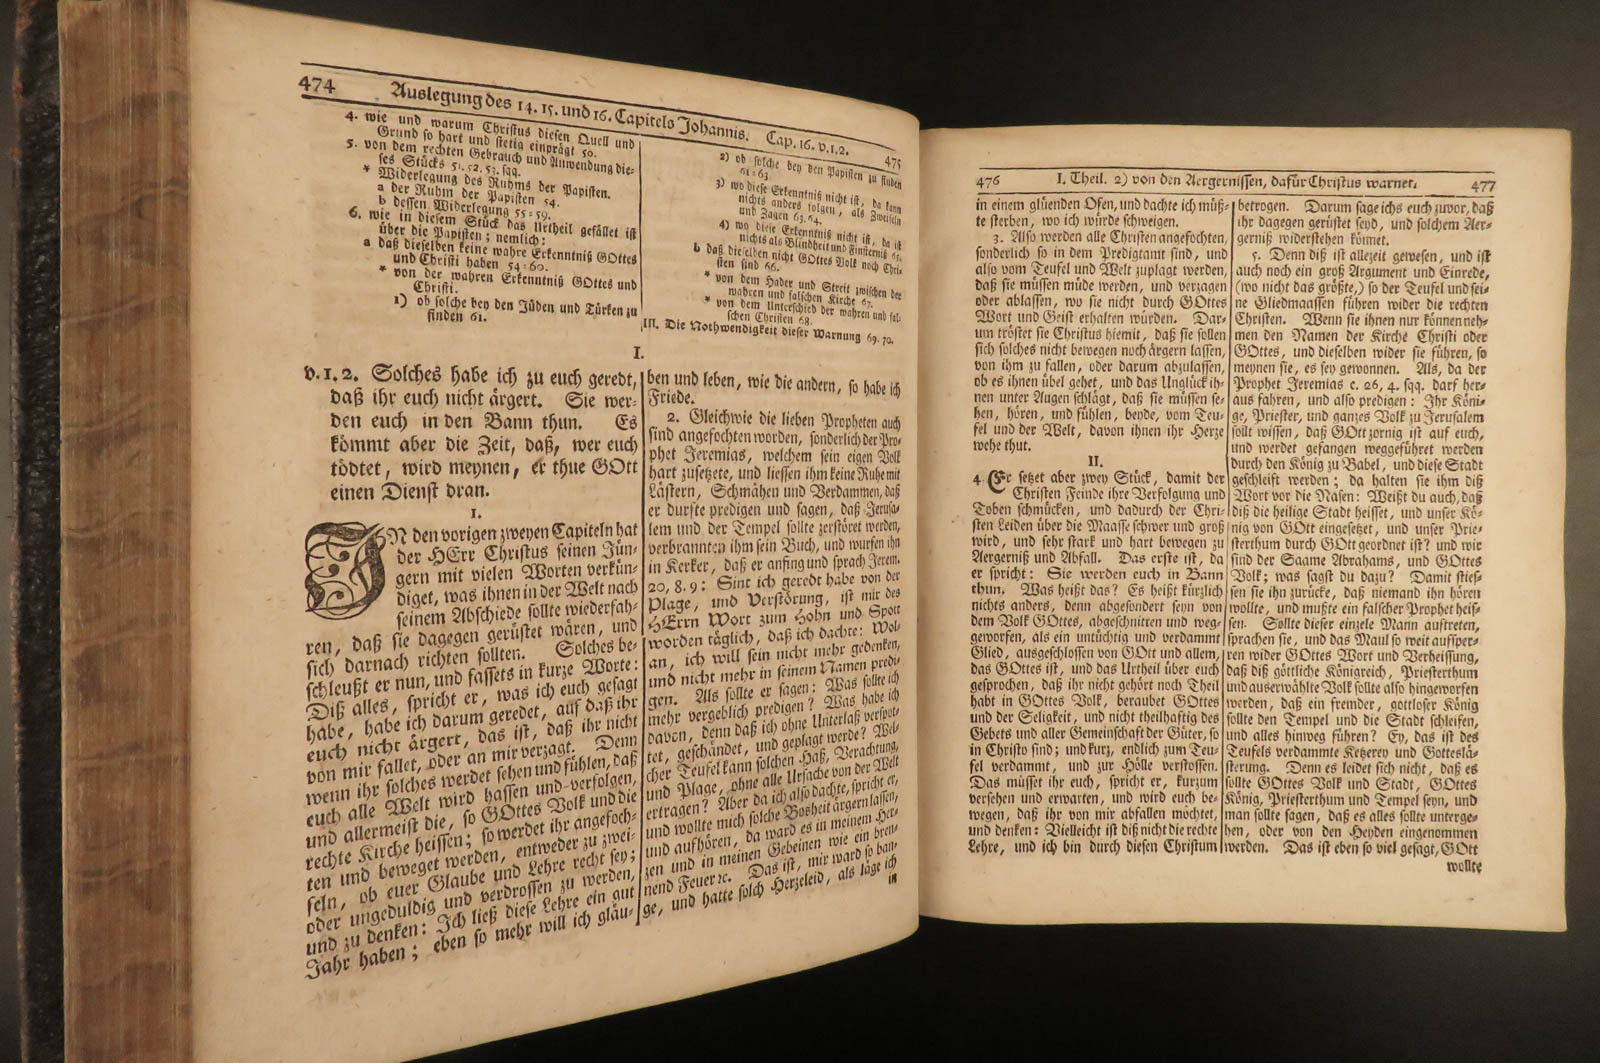 474 Auslegung des 14. 15. und 16. Capitels Johannis. Cap. 16. v. 1. 2. 475
4. wie und warum Christus diesen Quell und
Grund so hart und stetig einprägt 50.
5. von dem rechten Gebrauch und Anwendung die-
ses Stücks 51. 52. 53. sqq.
* Widerlegung des Ruhms der Papisten.
a der Ruhm der Papisten 54.
b dessen Widerlegung 55-59.
6. wie in diesem Stück das Urtheil gefället ist
über die Papisten; nemlich:
a daß dieselben keine wahre Erkenntniß GOttes
und Christi haben 54-60.
* von der wahren Erkenntniß GOttes und
Christi.
1) ob solche bey den Jüden und Türken zu
finden 61.
2) ob solche bey den Papisten zu finden
61-63
3) wo diese Erkenntniß nicht ist, da kann
nichts anders folgen, als Zweifeln
und Zagen 63. 64.
4) wo diese Erkenntniß nicht ist, da ist
nichts als Blindheit und Finsterniß 65.
b daß dieselben nicht GOttes Volk noch Chri-
sten sind 66.
* von dem Hader und Streit zwischen der
wahren und falschen Kirche 67.
* von dem Unterschied der wahren und fal-
schen Christen 68.
III. Die Nothwendigkeit dieser Warnung 69. 70.
I.
v. 1. 2. Solches habe ich zu euch geredt,
daß ihr euch nicht ärgert. Sie wer-
den euch in den Bann thun. Es
kömmt aber die Zeit, daß, wer euch
tödtet, wird meynen, er thue GOtt
einen Dienst dran.
1.
IN den vorigen zweyen Capiteln hat
der HErr Christus seinen Jün-
gern mit vielen Worten verkün-
diget, was ihnen in der Welt nach
seinem Abschiede sollte wiederfah-
ren, daß sie dagegen gerüstet wären, und
sich darnach richten sollten. Solches be-
schleußt er nun, und fassets in kurze Worte:
Diß alles, spricht er, was ich euch gesagt
habe, habe ich darum geredet, auf daß ihr
euch nicht ärgert, das ist, daß ihr nicht
von mir fallet, oder an mir verzagt. Denn
wenn ihr solches werdet sehen und fühlen, daß
euch alle Welt wird hassen und verfolgen,
und allermeist die, so GOttes Volk und die
rechte Kirche heissen; so werdet ihr angefoch-
ten und beweget werden, entweder zu zwei-
feln, ob euer Glaube und Lehre recht sey;
oder ungeduldig und verdrossen zu werden,
und zu denken: Ich ließ diese Lehre ein gut
Jahr haben; eben so mehr will ich gläu-
ben und leben, wie die andern, so habe ich
Friede.
2. Gleichwie die lieben Propheten auch
sind angefochten worden, sonderlich der Pro-
phet Jeremias, welchem sein eigen Volk
hart zusetzete, und liessen ihm keine Ruhe mit
Lästern, Schmähen und Verdammen, daß
er durfte predigen und sagen, daß Jerusa-
lem und der Tempel sollte zerstöret werden,
verbrannten ihm sein Buch, und wurfen ihn
in Kerker, daß er anfing und sprach Jerem.
20, 8. 9: Sint ich geredt habe von der
Plage, und Verstörung, ist mir des
HErrn Wort zum Hohn und Spott
worden täglich, daß ich dachte: Wol-
an, ich will sein nicht mehr gedenken,
und nicht mehr in seinem Namen predi-
gen. Als sollte er sagen: Was sollte ich
mehr vergeblich predigen? Was habe ich
davon, denn daß ich ohne Unterlaß verspot-
tet, geschändet, und geplagt werde? Wel-
cher Teufel kann solchen Haß, Verachtung,
und Plage, ohne alle Ursache von der Welt
ertragen? Aber da ich also dachte, spricht er,
und wollte mich solche Bosheit ärgern lassen,
und aufhören, da ward es in meinem Her-
zen und in meinen Gebeinen wie ein bren-
nend Feuer ꝛc. Das ist, mir ward so ban-
ge, und hatte solch Herzeleid, als läge ich
in
476 I. Theil. 2) von den Aergernissen, dafür Christus warnet. 477
in einem glüenden Ofen, und dachte ich müß-
te sterben, wo ich würde schweigen.
3. Also werden alle Christen angefochten,
sonderlich so in dem Predigtamt sind, und
also vom Teufel und Welt zuplagt werden,
daß sie müssen müde werden, und verzagen
oder ablassen, wo sie nicht durch GOttes
Wort und Geist erhalten würden. Dar-
um tröstet sie Christus hiemit, daß sie sollen
sich solches nicht bewegen noch ärgern lassen,
von ihm zu fallen, oder darum abzulassen,
ob es ihnen übel gehet, und das Unglück ih-
nen unter Augen schlägt, daß sie müssen se-
hen, hören, und fühlen, beyde, vom Teu-
fel und der Welt, davon ihnen ihr Herze
wehe thut.
II.
4. Er setzet aber zwey Stück, damit der
Christen Feinde ihre Verfolgung und
Toben schmücken, und dadurch der Chri-
sten Leiden über die Maasse schwer und groß
wird, und sehr stark und hart bewegen zu
Aergerniß und Abfall. Das erste ist, da
er spricht: Sie werden euch in Bann
thun. Was heißt das? Es heißt kürzlich
nichts anders, denn abgesondert seyn von
dem Volk GOttes, abgeschnitten und weg-
geworfen, als ein untüchtig und verdammt
Glied, ausgeschlossen von GOtt und allem,
das GOttes ist, und das Urtheil über euch
gesprochen, daß ihr nicht gehört noch Theil
habt in GOttes Volk, beraubet GOttes
und der Seligkeit, und nicht theilhaftig des
Gebets und aller Gemeinschaft der Güter, so
in Christo sind; und kurz, endlich zum Teu-
fel verdammt, und zur Hölle verstossen.
Das müsset ihr euch, spricht er, kurzum
versehen und erwarten, und wird euch be-
wegen, daß ihr von mir abfallen möchtet,
und denken: Vielleicht ist diß nicht die rechte
Lehre, und ich bin durch diesen Christum
betrogen. Darum sage ichs euch zuvor, daß
ihr dagegen gerüstet seyd, und solchem Aer-
gerniß widerstehen könnet.
5. Denn diß ist allezeit gewesen, und ist
auch noch ein groß Argument und Einrede,
(wo nicht das größte,) so der Teufel und sei-
ne Gliedmaassen führen wider die rechten
Christen. Wenn sie ihnen nur können neh-
men den Namen der Kirche Christi oder
GOttes, und dieselben wider sie führen, so
meynen sie, es sey gewonnen. Als, da der
Prophet Jeremias c. 26, 4. sqq. darf her-
aus fahren, und also predigen: Ihr Köni-
ge, Priester, und ganzes Volk zu Jerusalem
sollt wissen, daß GOtt zornig ist auf euch,
und werdet gefangen weggeführet werden
durch den König zu Babel, und diese Stadt
geschleift werden; da halten sie ihm diß
Wort vor die Nasen: Weißt du auch, daß
diß die heilige Stadt heisset, und unser Kö-
nig von GOtt eingesetzet, und unser Prie-
sterthum durch GOtt geordnet ist? und wir
sind der Saame Abrahams, und GOttes
Volk; was sagst du dazu? Damit stieß-
sen sie ihn zurücke, daß niemand ihn hören
wollte, und mußte ein falscher Prophet heis-
sen. Sollte dieser einzele Mann auftreten,
sprachen sie, und das Maul so weit aufsper-
ren wider GOttes Wort und Verheissung,
daß diß göttliche Königreich, Priesterthum
und auserwählte Volk sollte also hingeworfen
werden, daß ein fremder, gottloser König
sollte den Tempel und die Stadt schleifen,
und alles hinweg führen? Ey, das ist des
Teufels verdammte Ketzerey und Gotteslä-
sterung. Denn es leidet sich nicht, daß es
sollte GOttes Volk und Stadt, GOttes
König, Priesterthum und Tempel seyn, und
man sollte sagen, daß es alles sollte unterge-
hen, oder von den Heyden eingenommen
werden. Das ist eben so viel gesagt, GOtt
wollte